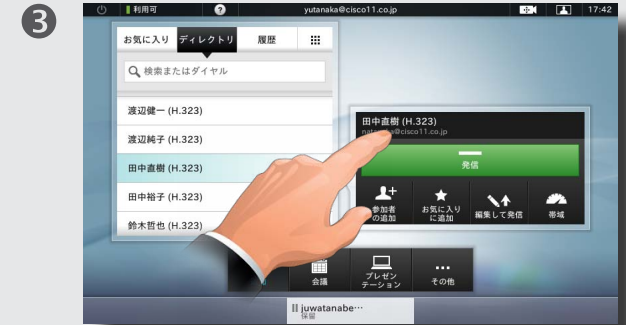 3
利用可
?
yutanaka@cisco11.co.jp
17:42
お気に入り
ディレクトリ
履歴
検索またはダイヤル
渡辺健一 (H.323)
渡辺純子 (H.323)
田中直樹 (H.323)
田中裕子 (H.323)
鈴木哲也 (H.323)
田中直樹 (H.323)
@cisco11.co.jp
発信
参加者
の追加
お気に入り
に追加
編集して発信
帯域
会議
プレゼン
テーション
その他
juwatanabe…
保留